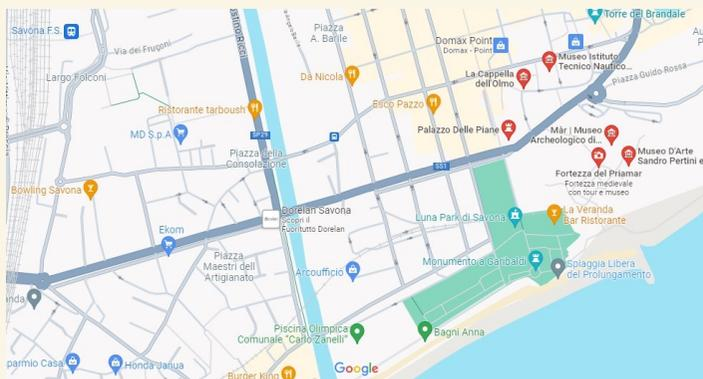 Torre del Brandale
Savona F.S.
Piazza
A. Barile
Domax Point
Domax - Point
Via dei Frugoni
Largo Folconi
Museo Istituto
Tecnico Nautico...
Piazza Guido Rossa
La Cappella
dell'Olmo
Da Nicola
Esco Pazzo
Ristorante tarboush
MD S.p.A
SP29
Palazzo Delle Piane
Màr | Museo
Archeologico di...
Museo D'Arte
Sandro Pertini e
Piazza della
Consolazione
SS1
Fortezza del Priamar
Fortezza medievale
con tour e museo
Bowling Savona
Dorelan Savona
Scopri il
Fuoritutto Dorelan
Luna Park di Savona
La Veranda
Bar Ristorante
Ekom
Piazza
Maestri dell
Artigianato
Arcoufficio
Monumento a Garibaldi
Spiaggia Libera
del Prolungamento
Piscina Olimpica
Comunale "Carlo Zanelli"
Bagni Anna
parmio Casa
Honda Janua
Burger King
Google